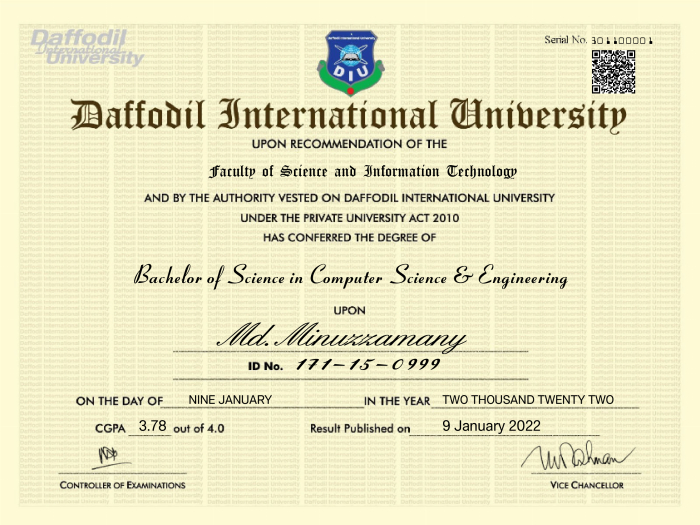 Daffodil
International
University
Serial No. 301100001
Daffodil International University
DIU
Daffodil International University
UPON RECOMMENDATION OF THE
Faculty of Science and Information Technology
AND BY THE AUTHORITY VESTED ON DAFFODIL INTERNATIONAL UNIVERSITY
UNDER THE PRIVATE UNIVERSITY ACT 2010
HAS CONFERRED THE DEGREE OF
Bachelor of Science in Computer Science & Engineering
UPON
Md. Minuzzamany
ID No. 171-15-0999
ON THE DAY OF NINE JANUARY IN THE YEAR TWO THOUSAND TWENTY TWO
CGPA 3.78 out of 4.0 Result Published on 9 January 2022
CONTROLLER OF EXAMINATIONS VICE CHANCELLOR